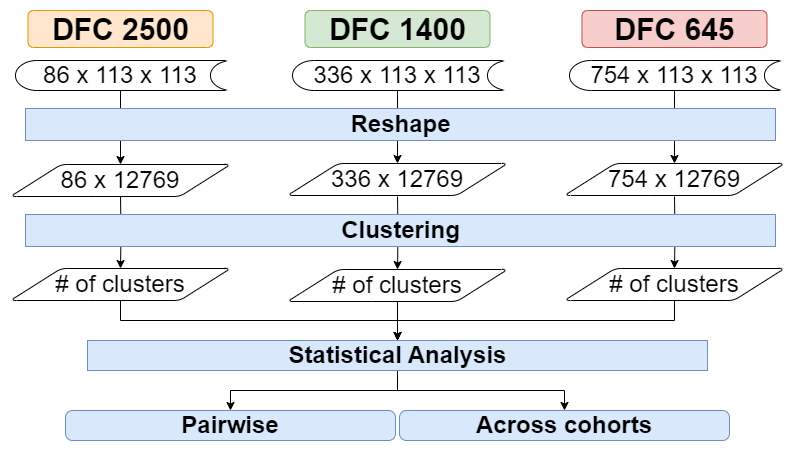 DFC 2500 DFC 1400 DFC 645
86 x 113 x 113 336 x 113 x 113 754 x 113 x 113
Reshape
86 x 12769 336 x 12769 754 x 12769
Clustering
# of clusters # of clusters # of clusters
Statistical Analysis
Pairwise Across cohorts